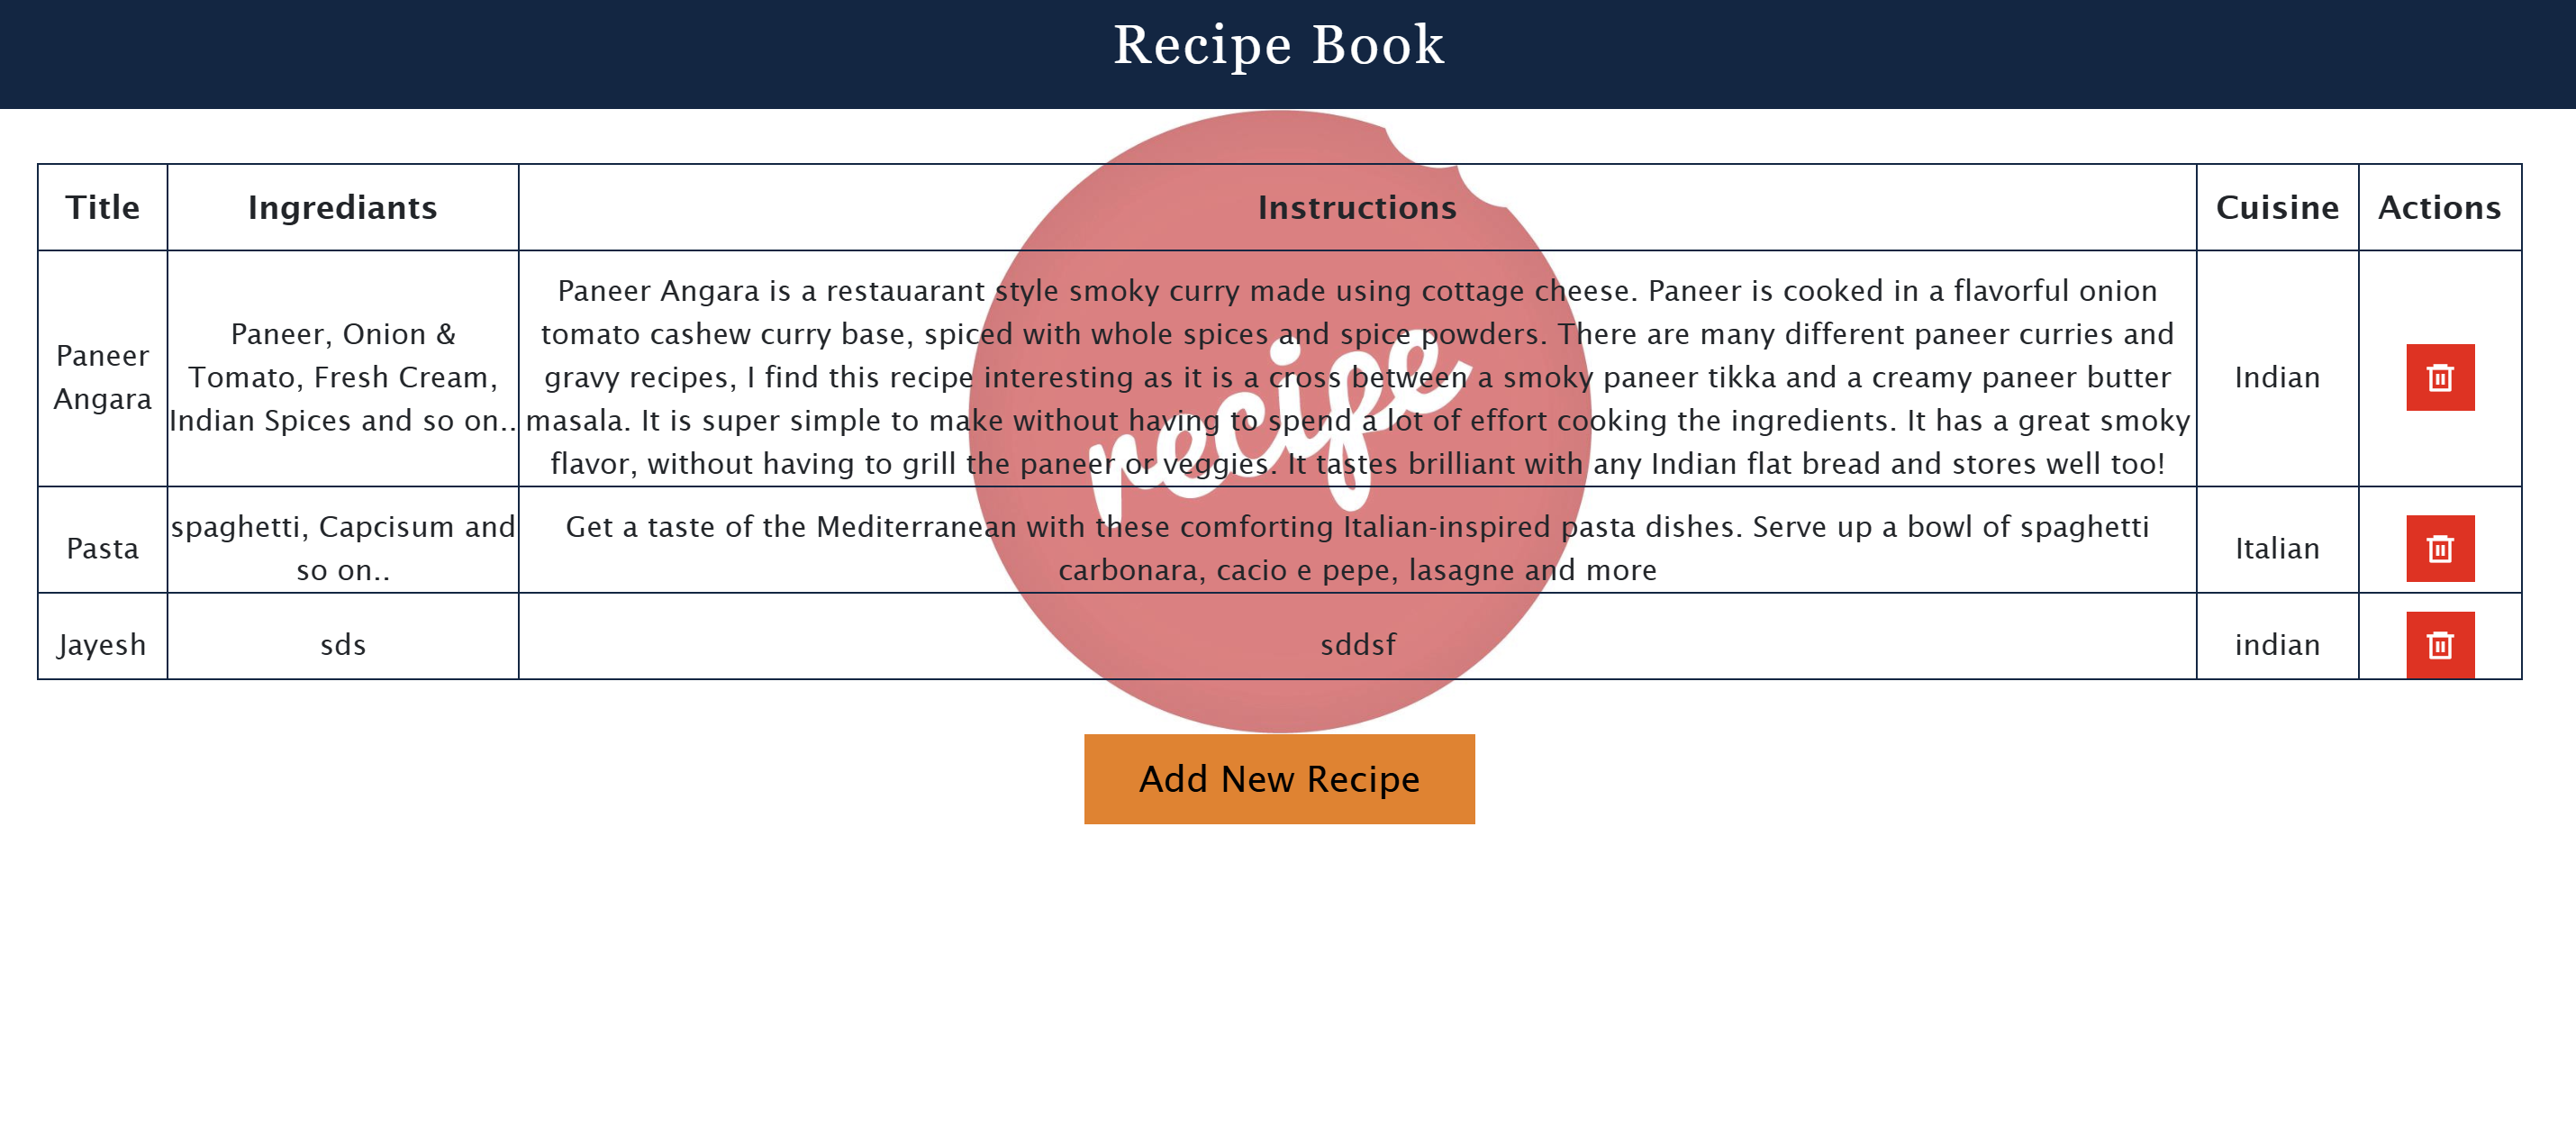 Recipe Book
Title Ingrediants Instructions Cuisine Actions
Paneer
Angara
Paneer, Onion &
Tomato, Fresh Cream,
Indian Spices and so on..
Paneer Angara is a restauarant style smoky curry made using cottage cheese. Paneer is cooked in a flavorful onion
tomato cashew curry base, spiced with whole spices and spice powders. There are many different paneer curries and
gravy recipes, I find this recipe interesting as it is a cross between a smoky paneer tikka and a creamy paneer butter
masala. It is super simple to make without having to spend a lot of effort cooking the ingredients. It has a great smoky
flavor, without having to grill the paneer or veggies. It tastes brilliant with any Indian flat bread and stores well too!
Indian
recipe
Pasta
spaghetti, Capcisum and
so on..
Get a taste of the Mediterranean with these comforting Italian-inspired pasta dishes. Serve up a bowl of spaghetti
carbonara, cacio e pepe, lasagne and more
Italian
Jayesh sds sddsf indian
Add New Recipe